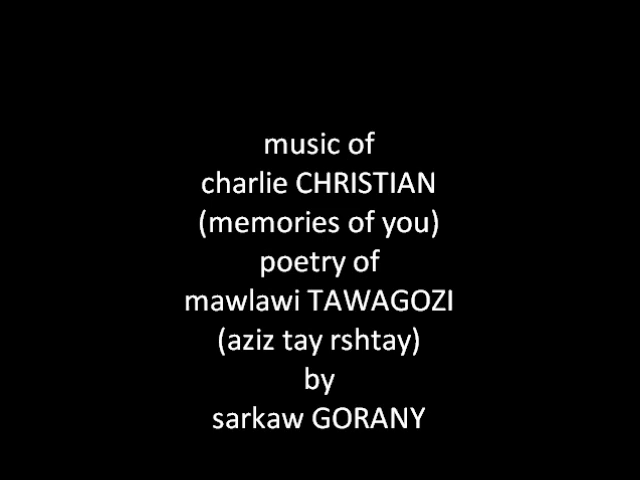 music of
charlie CHRISTIAN
(memories of you)
poetry of
mawlawi TAWAGOZI
(aziz tay rshtay)
by
sarkaw GORANY